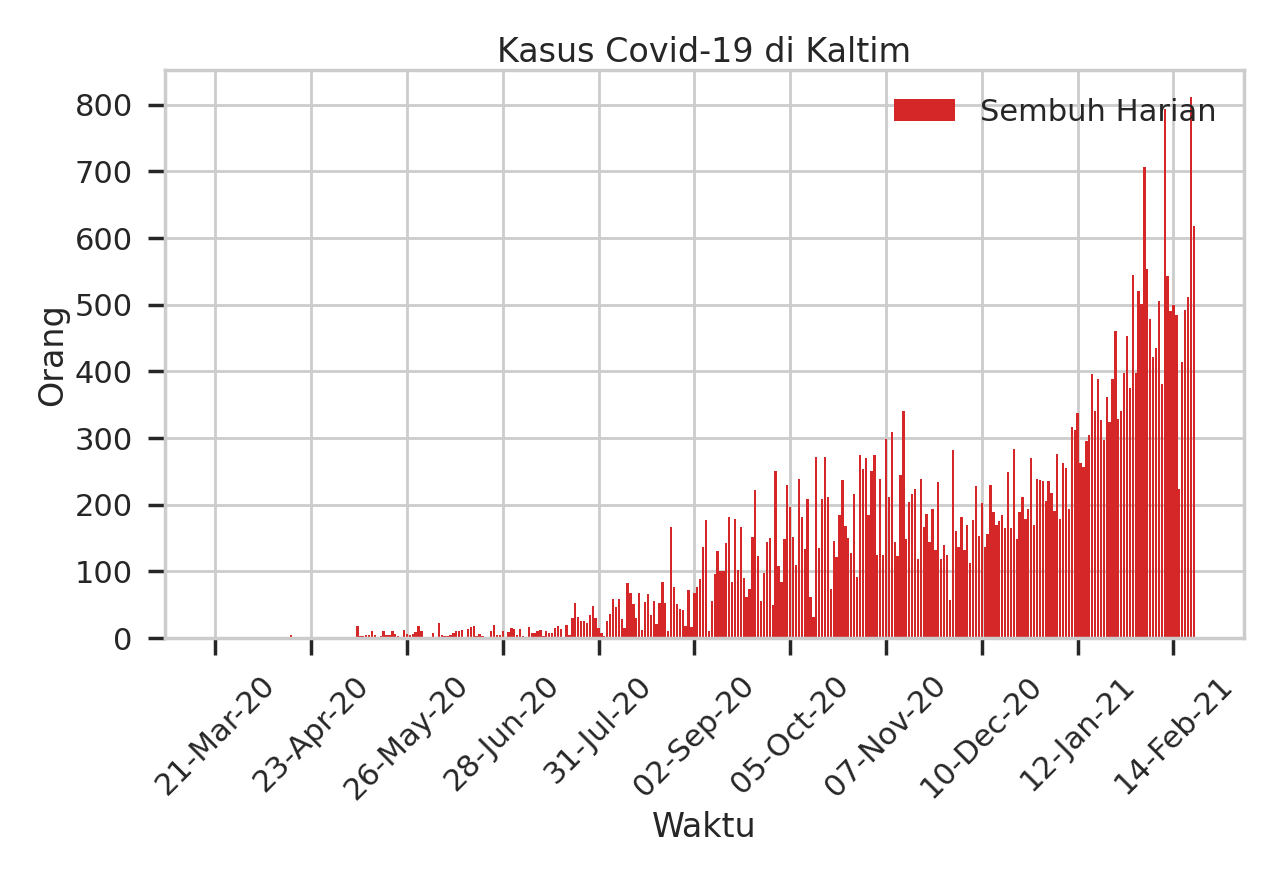 Kasus Covid-19 di Kaltim
Sembuh Harian
Orang
800
700
600
500
400
300
200
100
0
21-Mar-20
23-Apr-20
26-May-20
28-Jun-20
31-Jul-20
02-Sep-20
05-Oct-20
07-Nov-20
10-Dec-20
12-Jan-21
14-Feb-21
Waktu